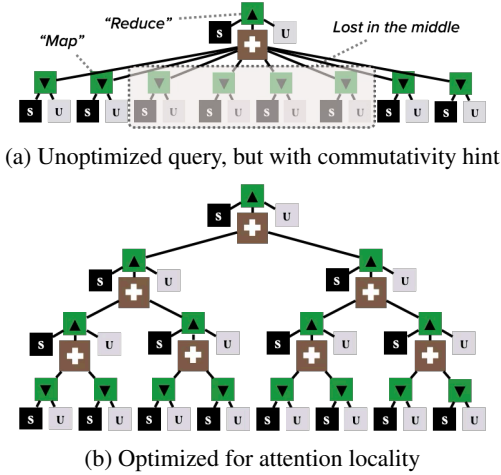 “Reduce”
S U
Lost in the middle
“Map”
S U S U S U S U S U S U S U S U
(a) Unoptimized query, but with commutativity hint
S U
S U S U
S U S U S U S U
S U S U S U S U S U S U S U S U
(b) Optimized for attention locality